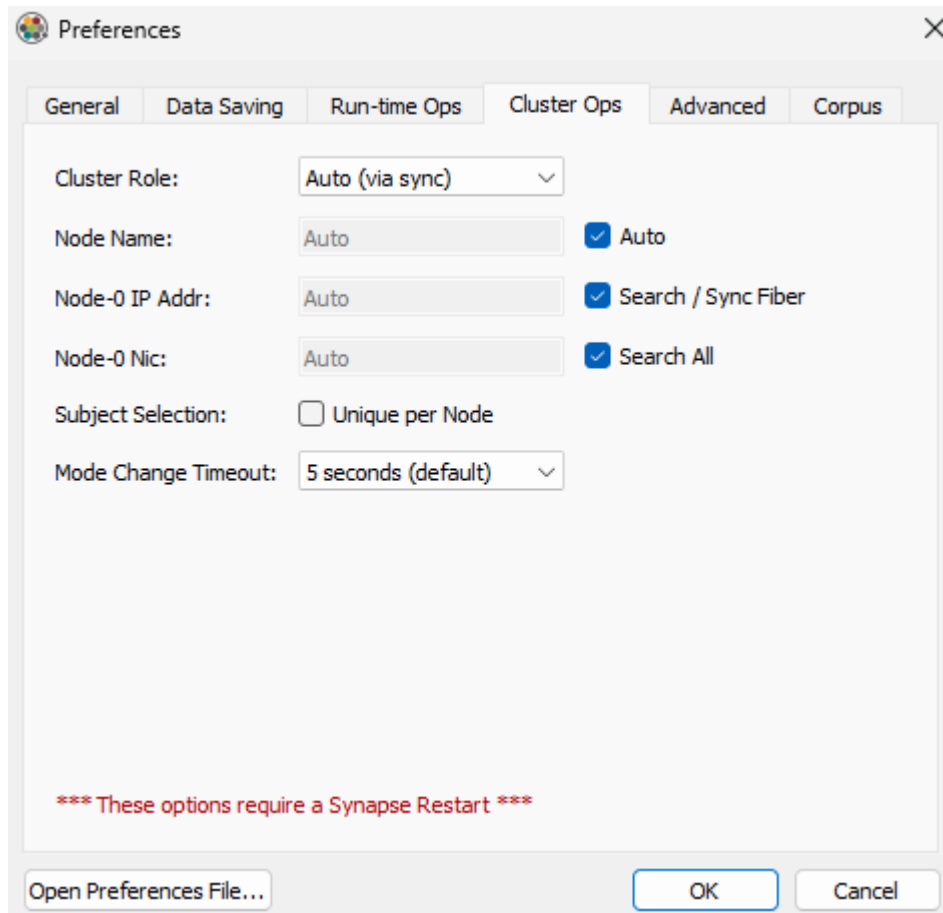 Preferences
General Data Saving Run-time Ops Cluster Ops Advanced Corpus
Cluster Role: Auto (via sync)
Node Name: Auto Auto
Node-0 IP Addr: Auto Search / Sync Fiber
Node-0 Nic: Auto Search All
Subject Selection: Unique per Node
Mode Change Timeout: 5 seconds (default)
*** These options require a Synapse Restart ***
Open Preferences File... OK Cancel